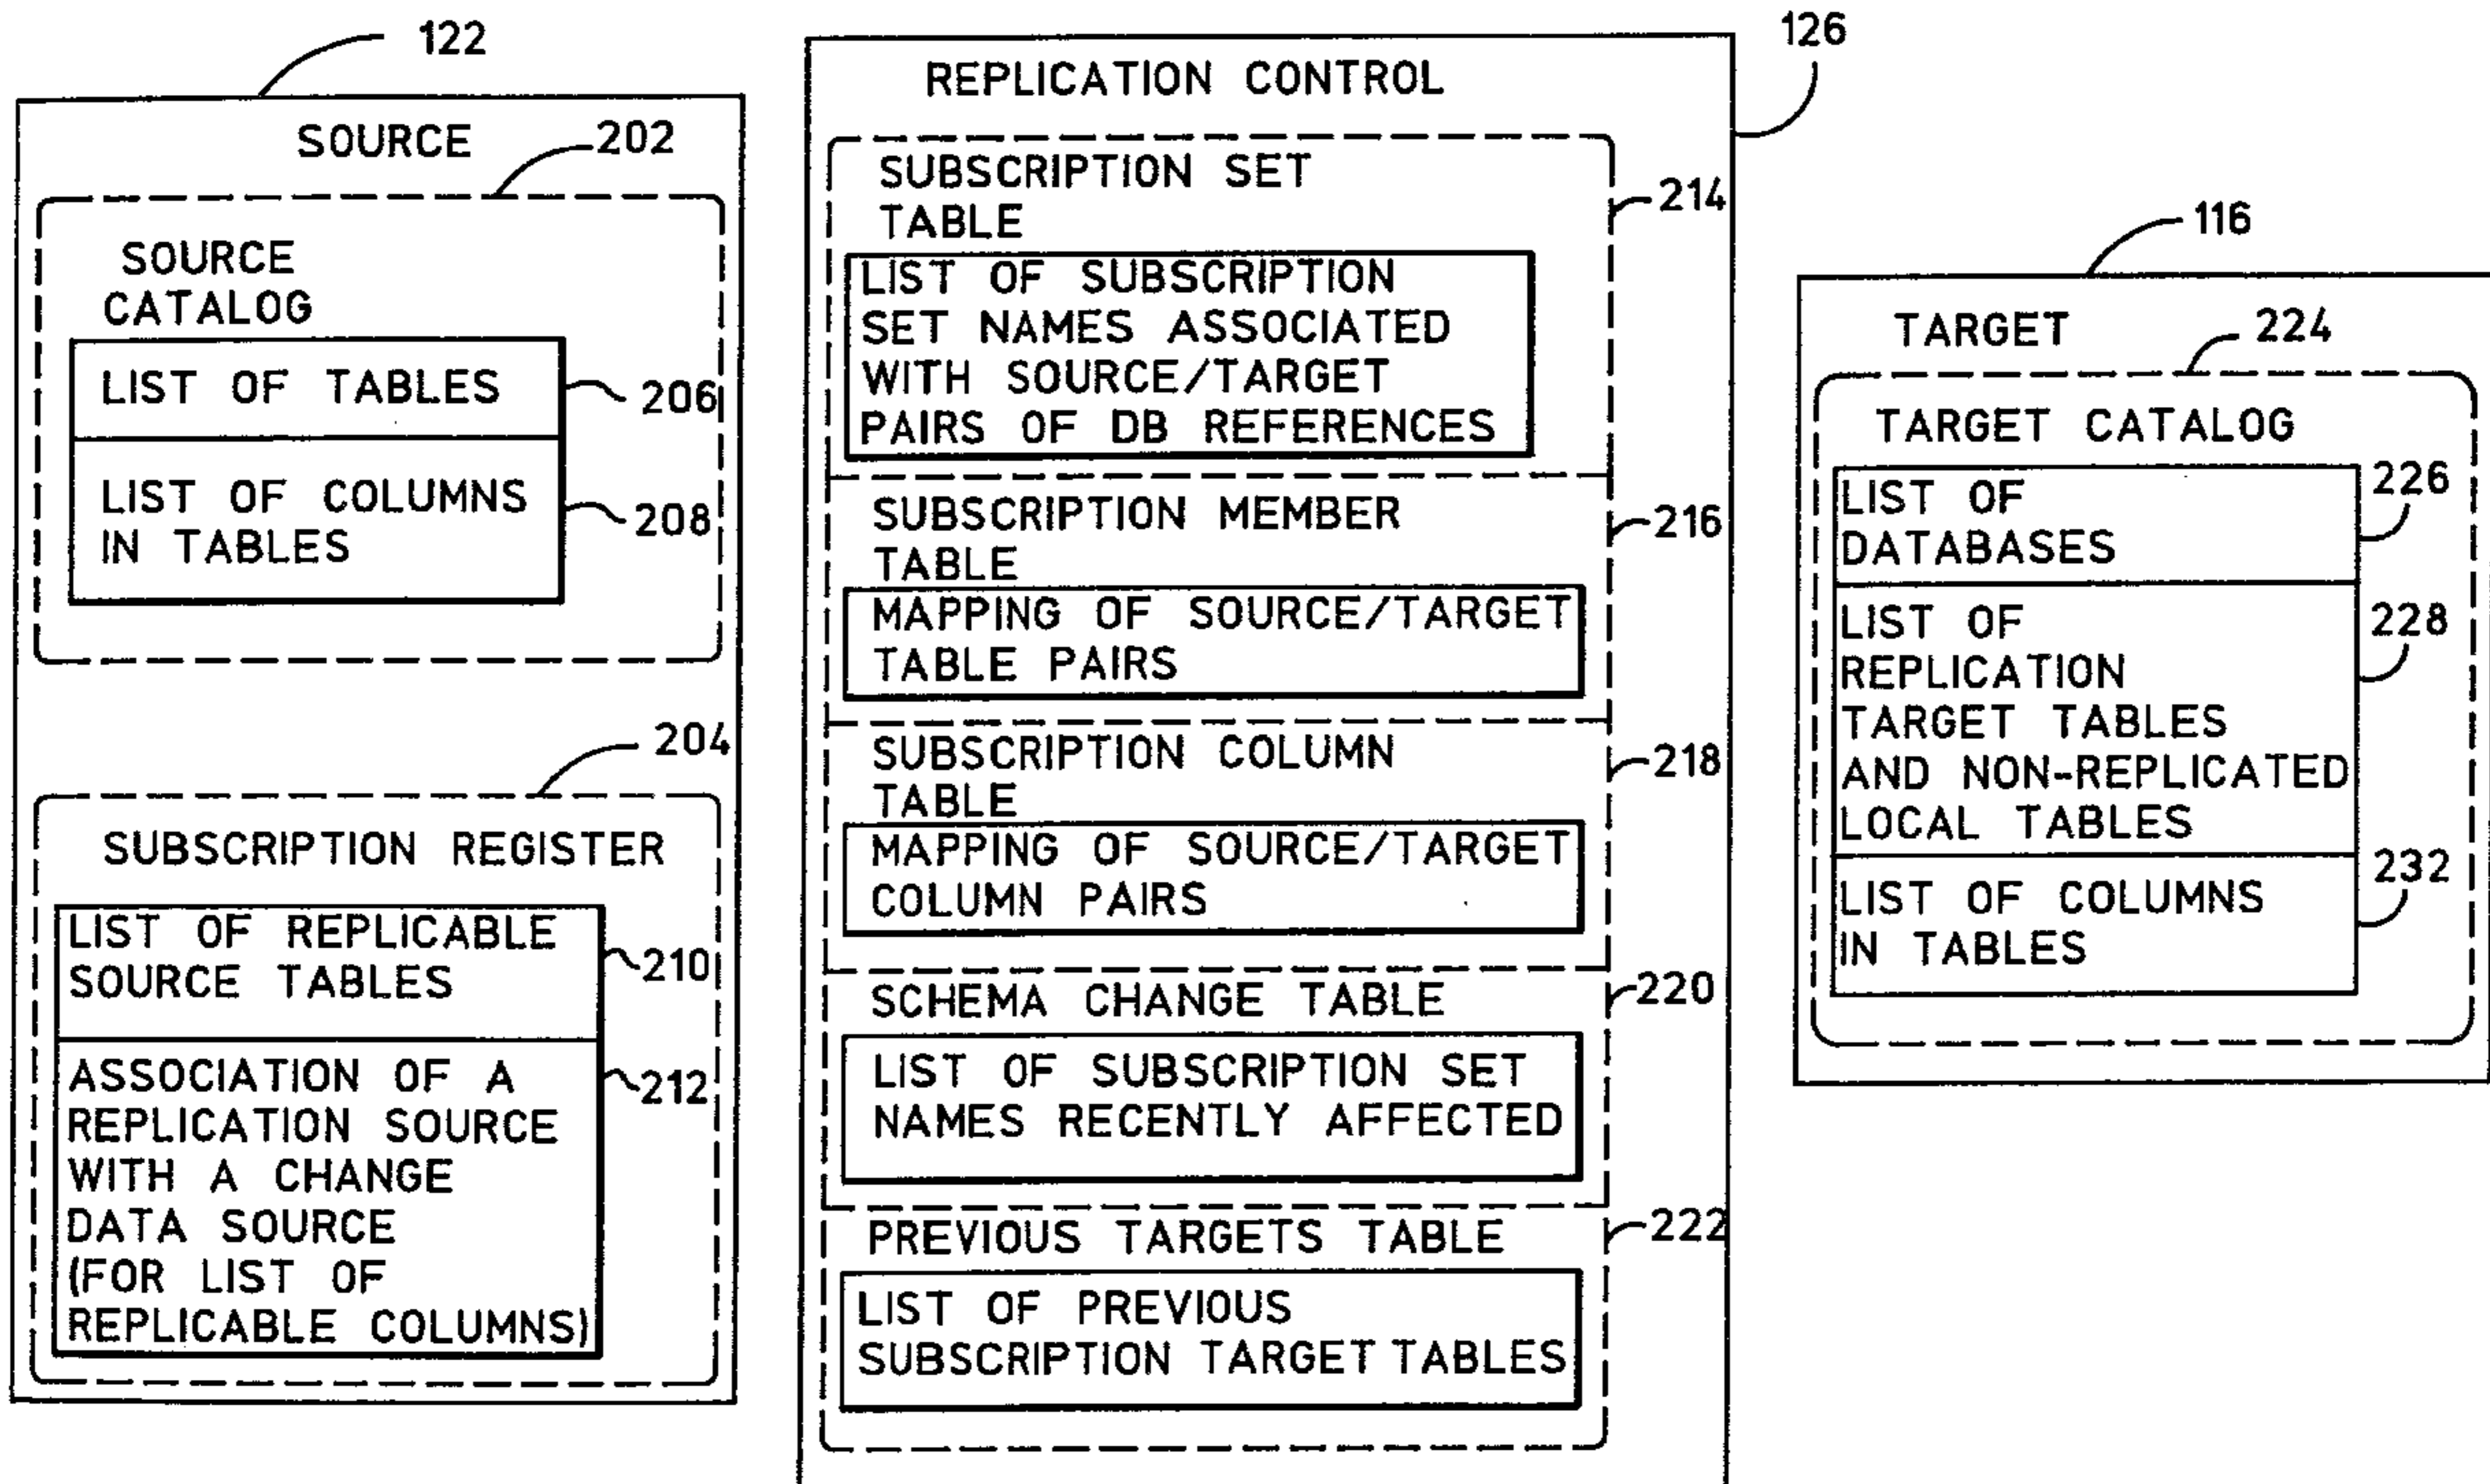 122
SOURCE
202
SOURCE
CATALOG
LIST OF TABLES
206
LIST OF COLUMNS
IN TABLES
208
204
SUBSCRIPTION REGISTER
LIST OF REPLICABLE
SOURCE TABLES
210
ASSOCIATION OF A
REPLICATION SOURCE
WITH A CHANGE
DATA SOURCE
(FOR LIST OF
REPLICABLE COLUMNS)
212
126
REPLICATION CONTROL
SUBSCRIPTION SET
TABLE
214
LIST OF SUBSCRIPTION
SET NAMES ASSOCIATED
WITH SOURCE/TARGET
PAIRS OF DB REFERENCES
SUBSCRIPTION MEMBER
TABLE
216
MAPPING OF SOURCE/TARGET
TABLE PAIRS
SUBSCRIPTION COLUMN
TABLE
218
MAPPING OF SOURCE/TARGET
COLUMN PAIRS
SCHEMA CHANGE TABLE
220
LIST OF SUBSCRIPTION SET
NAMES RECENTLY AFFECTED
PREVIOUS TARGETS TABLE
222
LIST OF PREVIOUS
SUBSCRIPTION TARGET TABLES
116
TARGET
224
TARGET CATALOG
LIST OF
DATABASES
226
LIST OF
REPLICATION
TARGET TABLES
AND NON-REPLICATED
LOCAL TABLES
228
LIST OF COLUMNS
IN TABLES
232